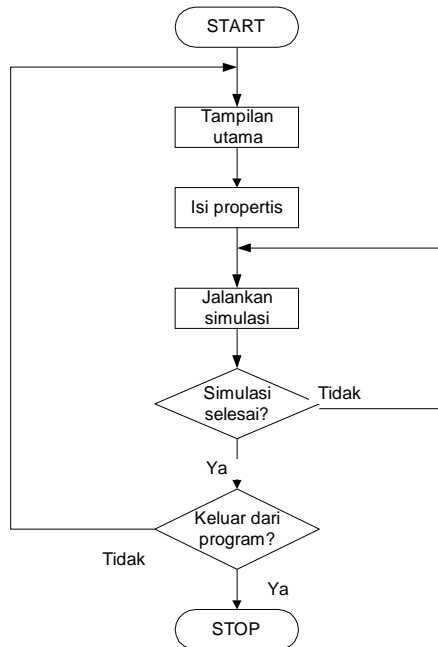 START
Tampilan
utama
Isi propertis
Jalankan
simulasi
Simulasi
selesai?
Tidak
Ya
Keluar dari
program?
Tidak
Ya
STOP